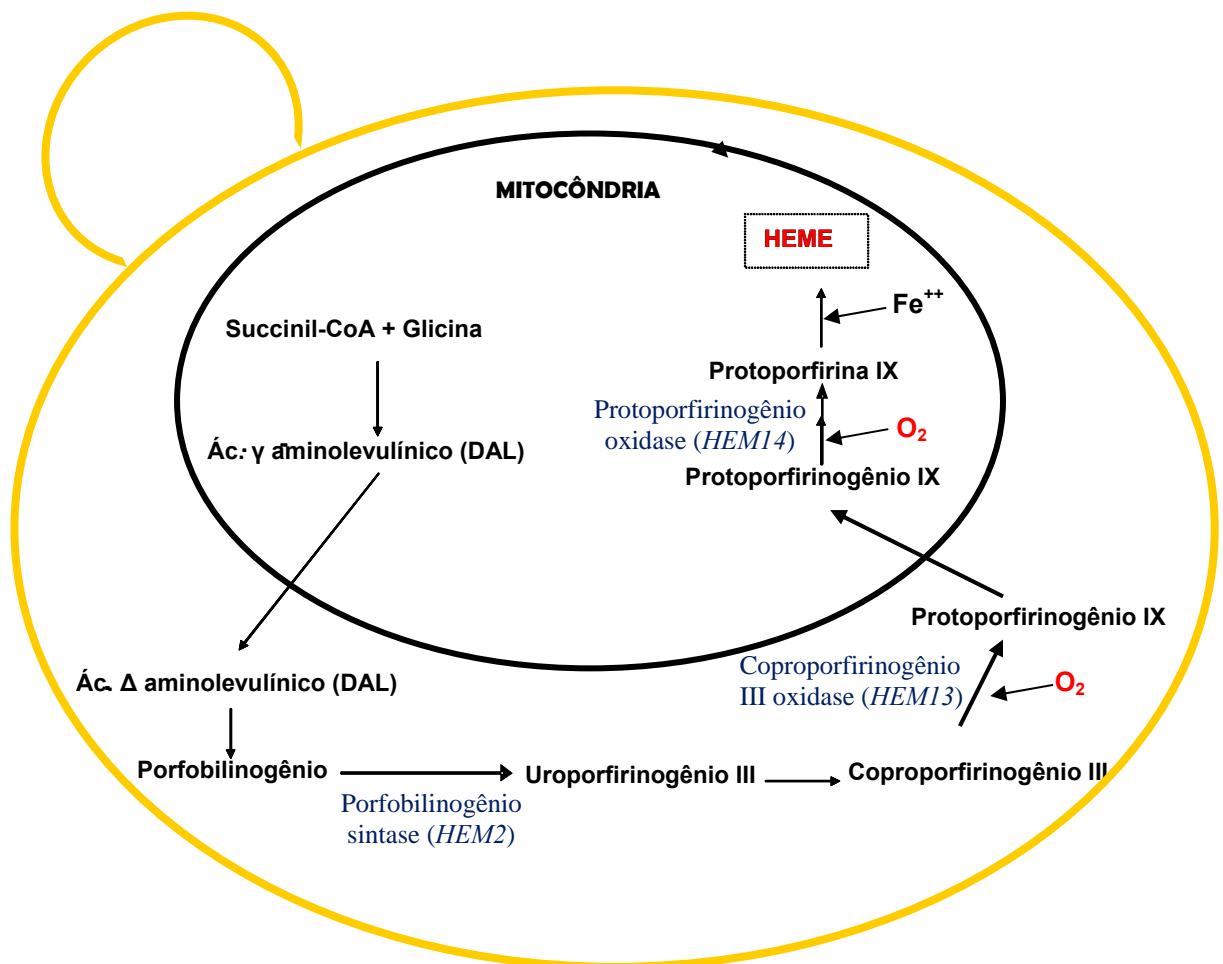 MITOCÔNDRIA
HEME
Fe++
Succinil-CoA + Glicina
Protoporfirina IX
Protoporfirinogênio
oxidase (HEM14)
O2
Ác. γ aminolevulínico (DAL)
Protoporfirinogênio IX
Protoporfirinogênio IX
Coproporfirinogênio
III oxidase (HEM13)
O2
Ác. Δ aminolevulínico (DAL)
Porfobilinogênio
Uroporfirinogênio III
Coproporfirinogênio III
Porfobilinogênio
sintase (HEM2)